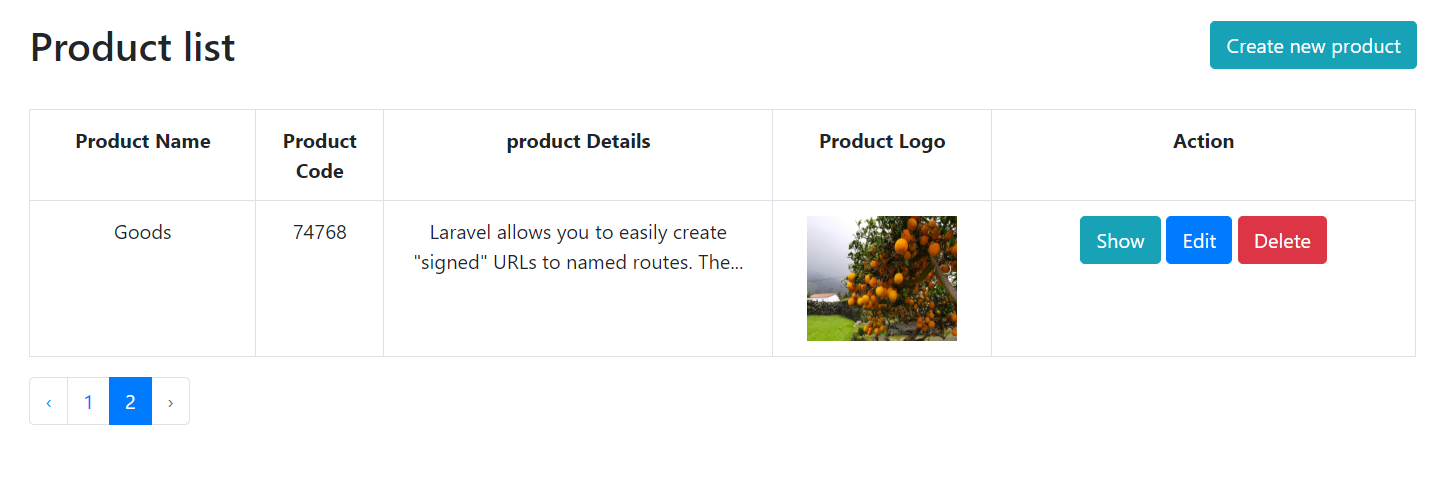 Product list
Create new product
Product Name
Product
Code
product Details
Product Logo
Action
Goods
74768
Laravel allows you to easily create
"signed" URLs to named routes. The...
Show
Edit
Delete
‹ 1 2 ›